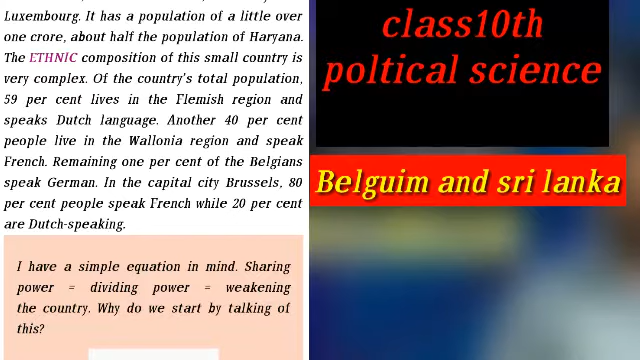 Luxembourg. It has a population of a little over
one crore, about half the population of Haryana.
The ETHNIC composition of this small country is
very complex. Of the country's total population,
59 per cent lives in the Flemish region and
speaks Dutch language. Another 40 per cent
people live in the Wallonia region and speak
French. Remaining one per cent of the Belgians
speak German. In the capital city Brussels, 80
per cent people speak French while 20 per cent
are Dutch-speaking.
I have a simple equation in mind. Sharing
power = dividing power = weakening
the country. Why do we start by talking of
this?
class10th
poltical science
Belguim and sri lanka